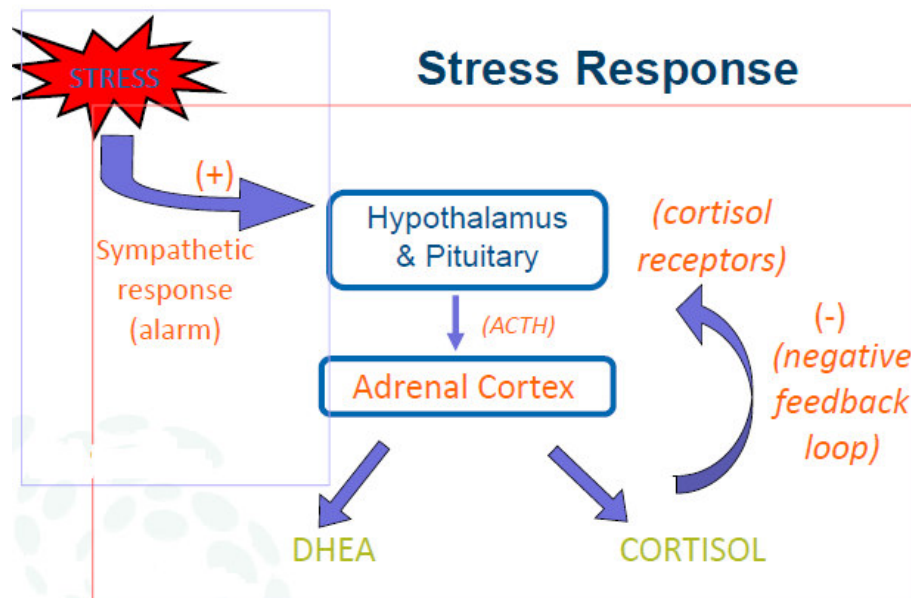 STRESS
Stress Response
(+)
Sympathetic
response
(alarm)
Hypothalamus
& Pituitary
(cortisol
receptors)
(ACTH)
(-)
(negative
feedback
loop)
Adrenal Cortex
DHEA
CORTISOL